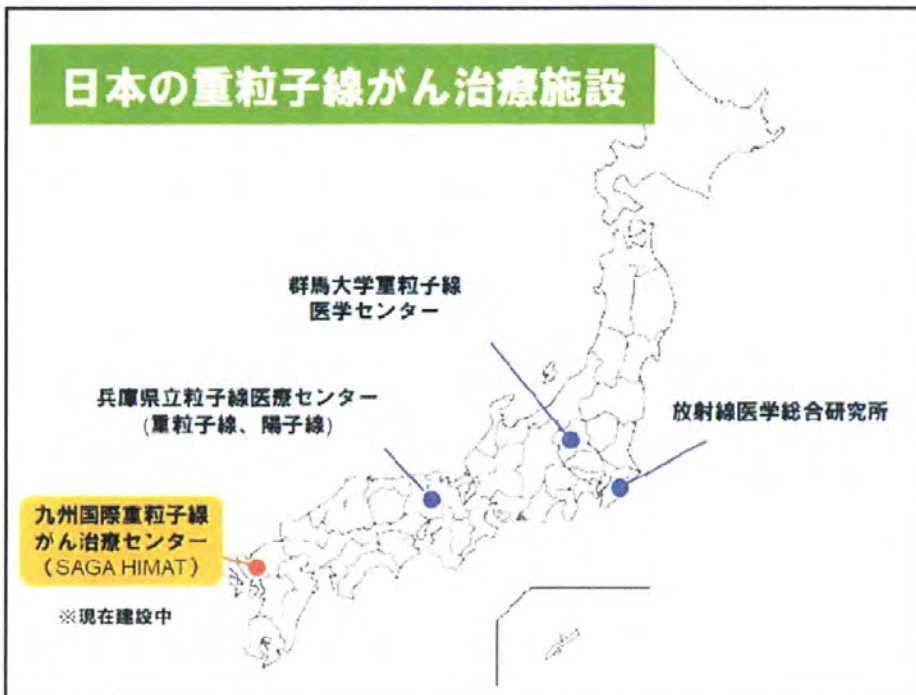 日本の重粒子線がん治療施設
群馬大学重粒子線
医学センター
兵庫県立粒子線医療センター
(重粒子線、陽子線)
放射線医学総合研究所
九州国際重粒子線
がん治療センター
(SAGA HIMAT)
※現在建設中